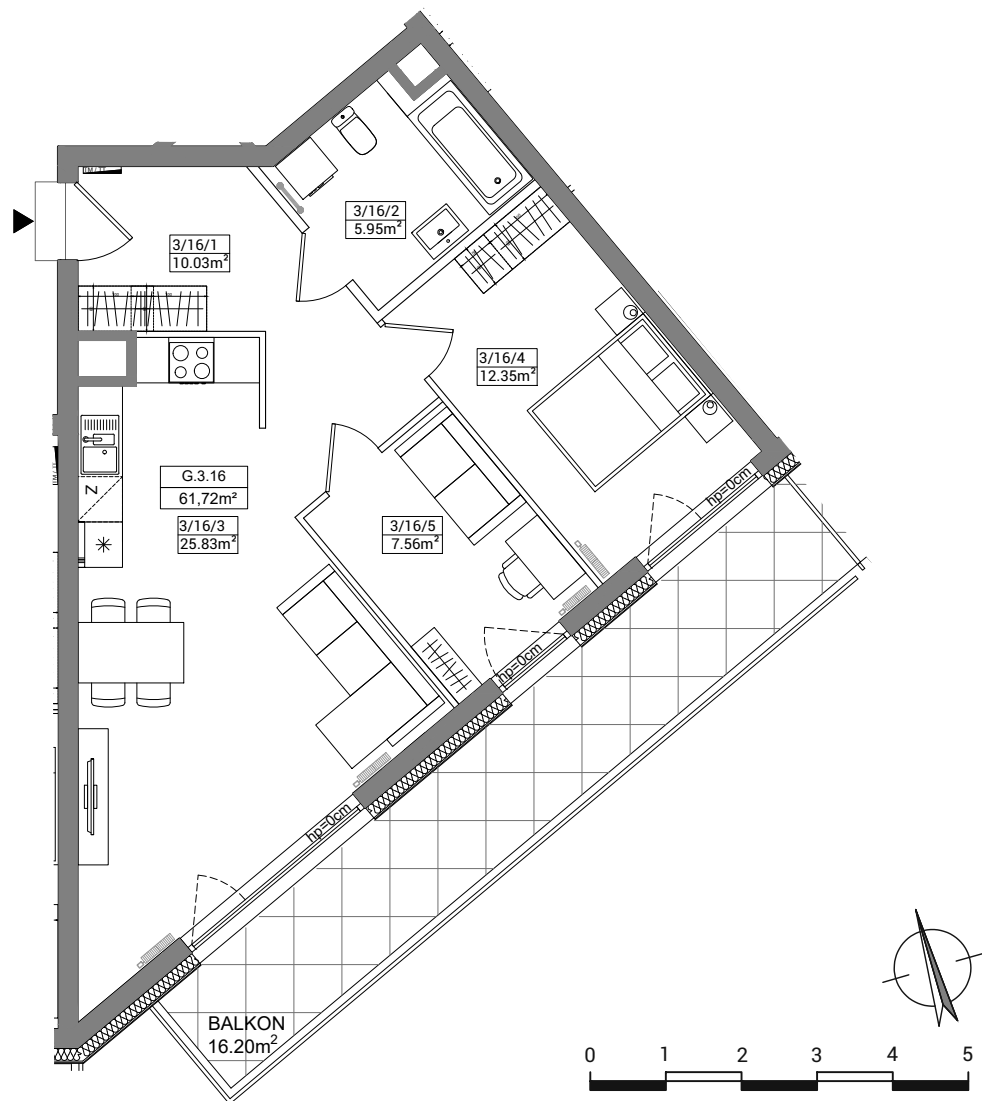 3/16/2
5.95m²
3/16/1
10.03m²
3/16/4
12.35m²
G.3.16
61,72m²
3/16/3
25.83m²
3/16/5
7.56m²
Z
hp=0cm
hp=0cm
hp=0cm
BALKON
16.20m²
0 1 2 3 4 5